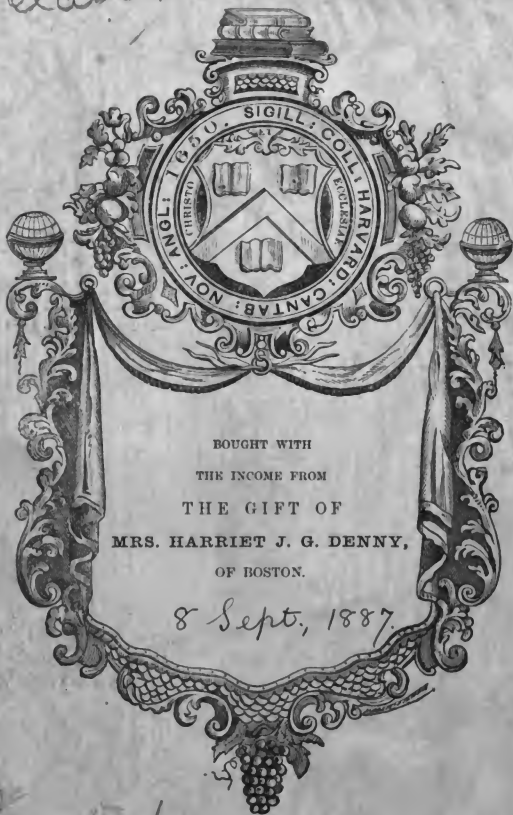 SIGILL: COLL: HARVARD: CANTAB: NOV: ANGL: 1650.
CHRISTO
ET
ECCLESIAE
BOUGHT WITH
THE INCOME FROM
THE GIFT OF
MRS. HARRIET J. G. DENNY,
OF BOSTON.
8 Sept., 1887.